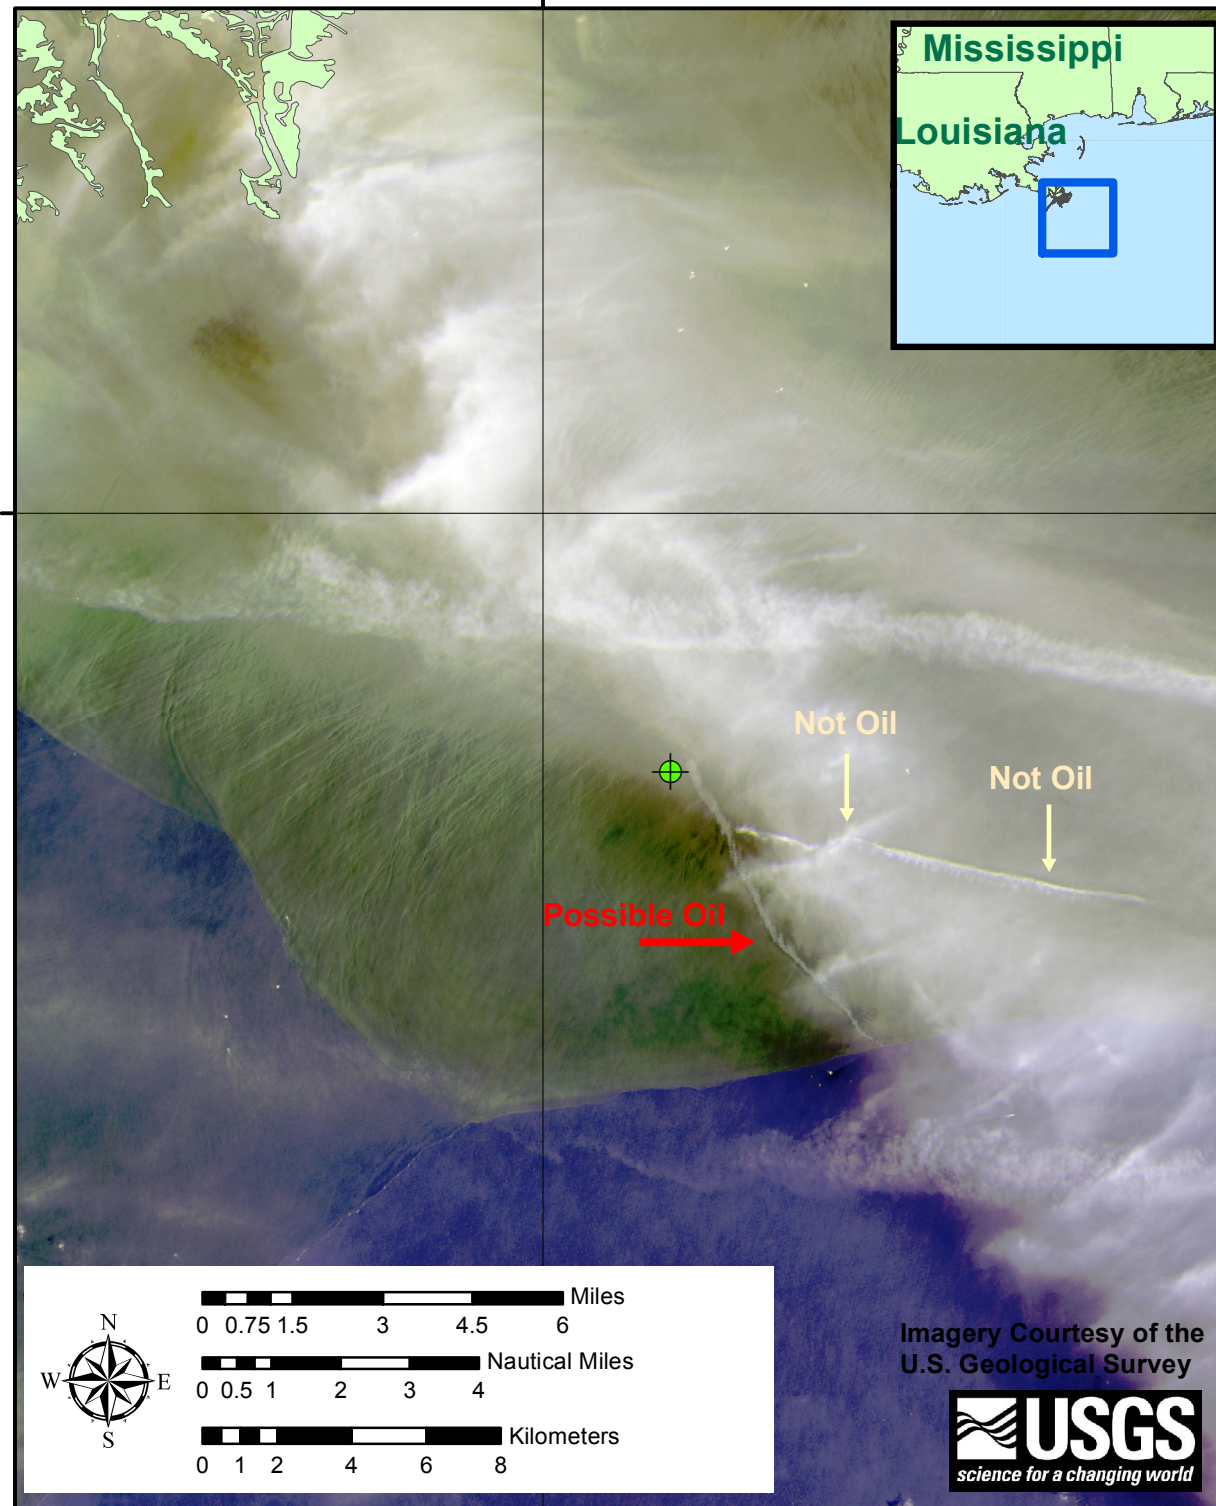 Mississippi
Louisiana
Not Oil
Not Oil
Possible Oil
Miles
0 0.75 1.5 3 4.5 6
Nautical Miles
0 0.5 1 2 3 4
Kilometers
0 1 2 4 6 8
N
W E
S
Imagery Courtesy of the
U.S. Geological Survey
USGS
science for a changing world